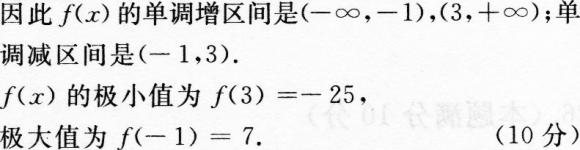 因此 f(x) 的单调增区间是(−∞,−1),(3,+∞);单
调减区间是(−1,3).
f(x) 的极小值为 f(3) =−25,
极大值为 f(−1) = 7. (10 分)